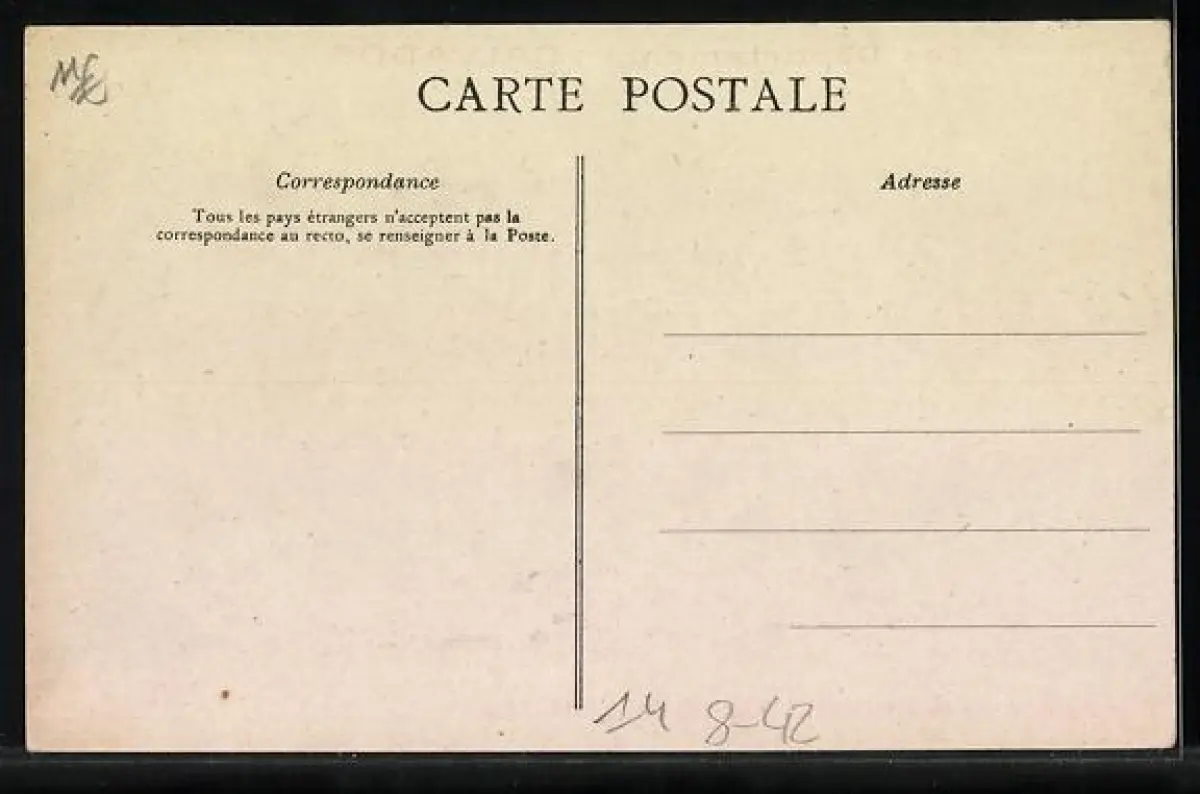 CARTE POSTALE
Correspondance
Tous les pays étrangers n'acceptent pas la
correspondance au recto, se renseigner à la Poste.
Adresse
14 8-42